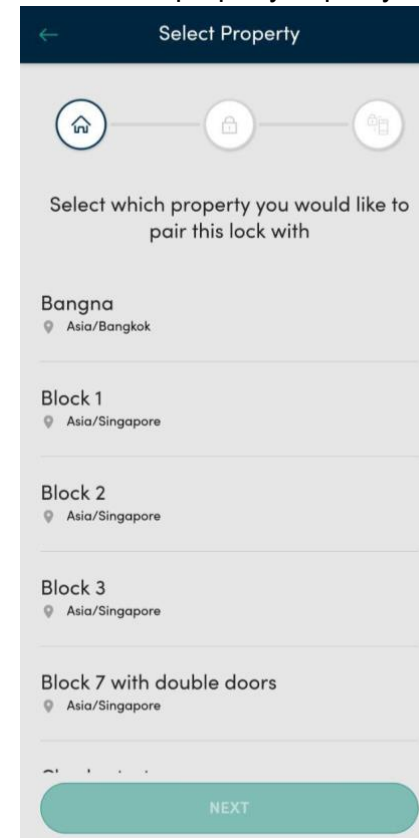 Select Property
Select which property you would like to
pair this lock with
Bangna
Asia/Bangkok
Block 1
Asia/Singapore
Block 2
Asia/Singapore
Block 3
Asia/Singapore
Block 7 with double doors
Asia/Singapore
NEXT